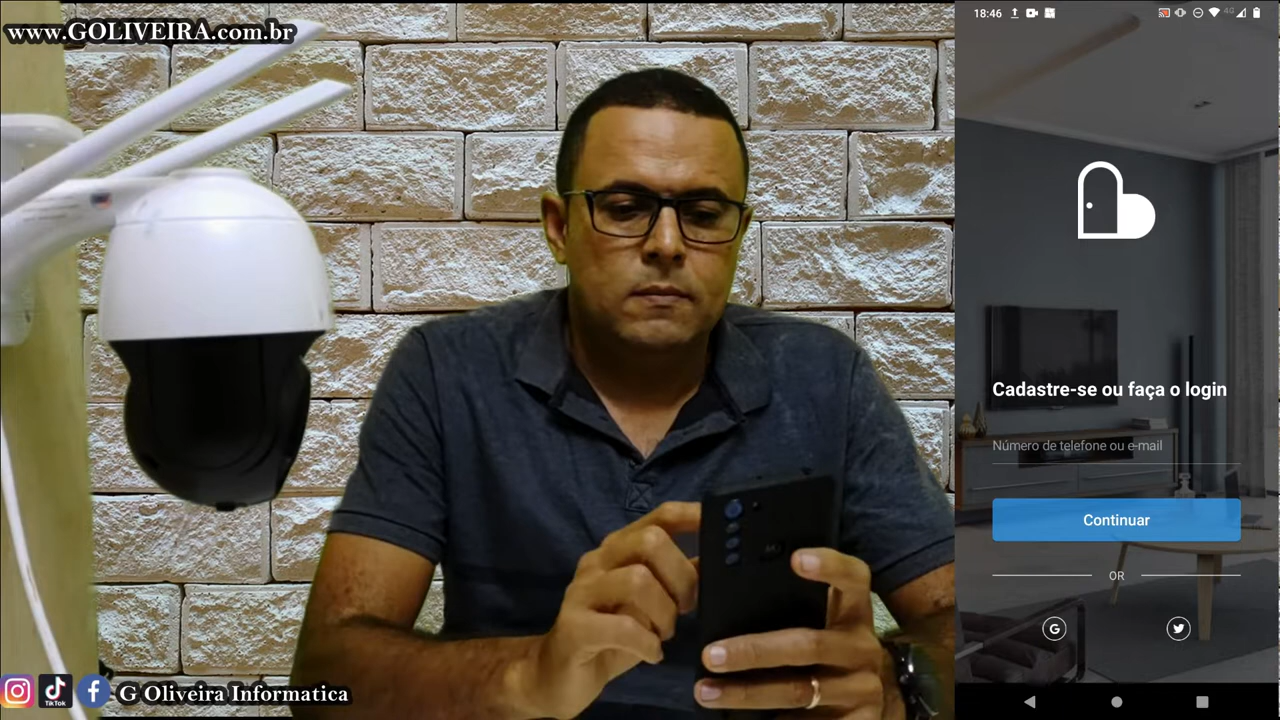 www.GOLIVEIRA.com.br
18:46
4G
Cadastre-se ou faça o login
Número de telefone ou e-mail
Continuar
OR
G
TikTok
G Oliveira Informatica